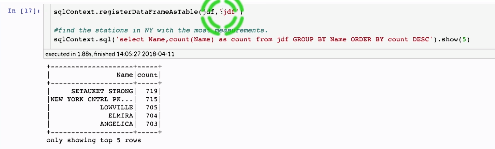 In [17]: sqlContext.registerDataFrameAsTable(jdf,'jdf')
#find the stations in NY with the most measurements.
sqlContext.sql('select Name,count(Name) as count from jdf GROUP BY Name ORDER BY count DESC').show(5)
executed in 1.88s, finished 14:05:27 2018-04-11
+--------------------+-----+
|                Name|count|
+--------------------+-----+
|     SETAUKET STRONG|  719|
|NEW YORK CNTRL PK...|  715|
|            LOWVILLE|  705|
|              ELMIRA|  704|
|            ANGELICA|  703|
+--------------------+-----+
only showing top 5 rows